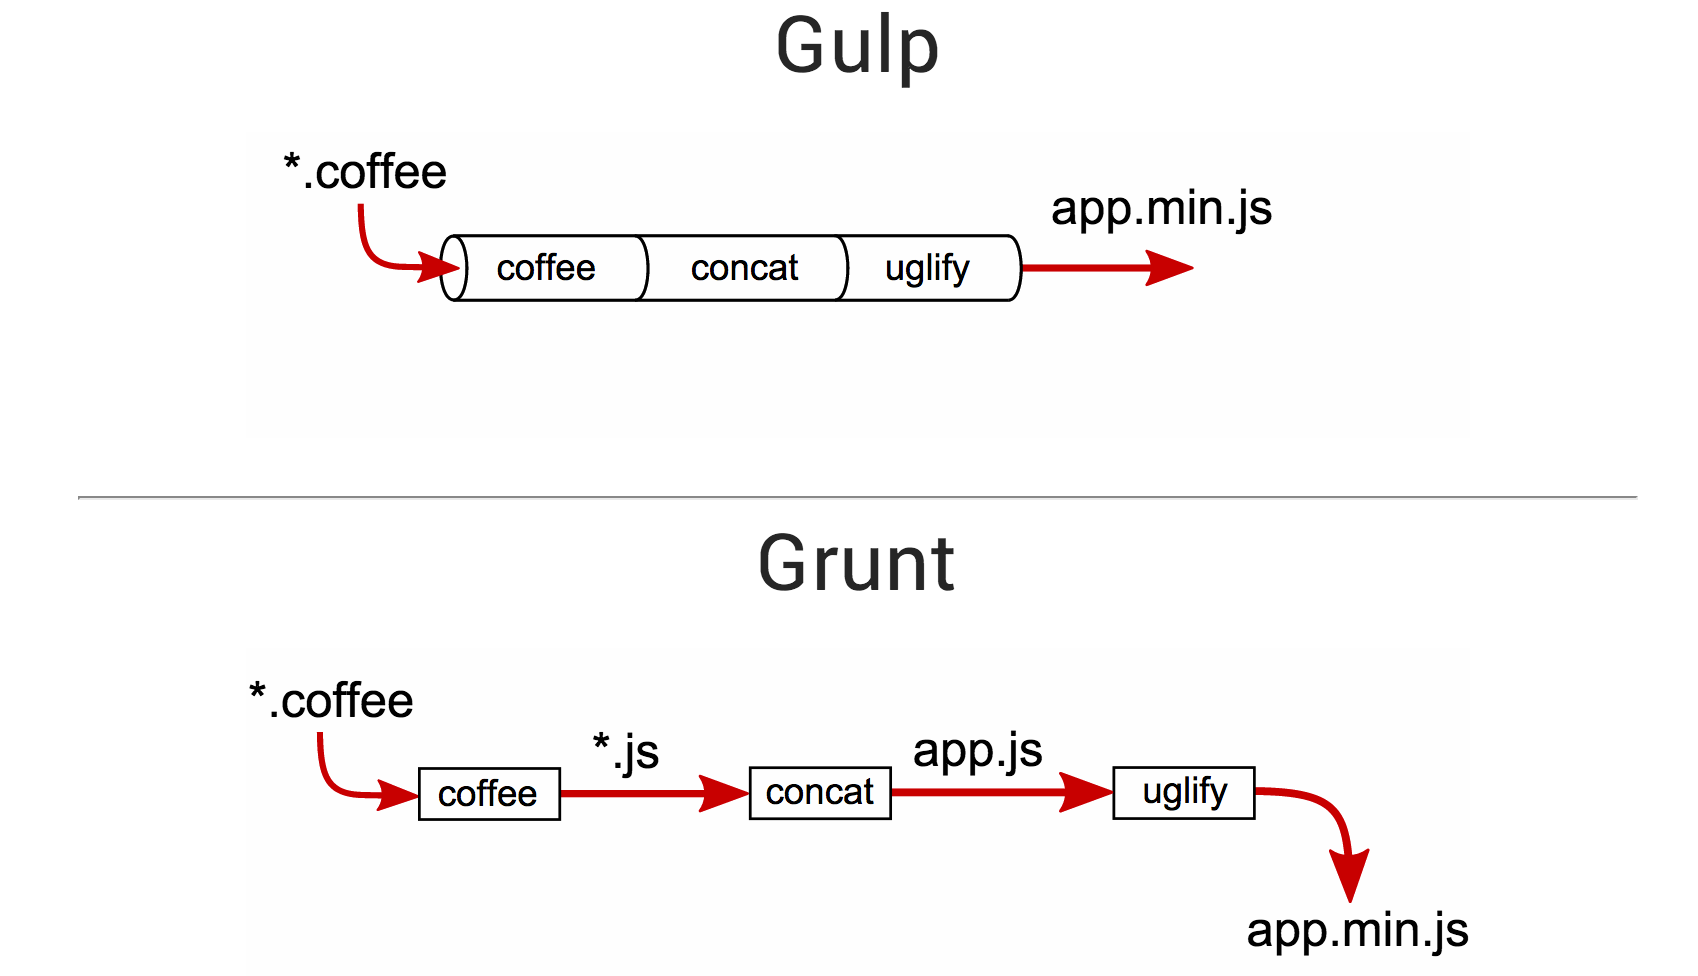 Gulp
*.coffee
app.min.js
coffee
concat
uglify
Grunt
*.coffee
*.js
app.js
coffee
concat
uglify
app.min.js